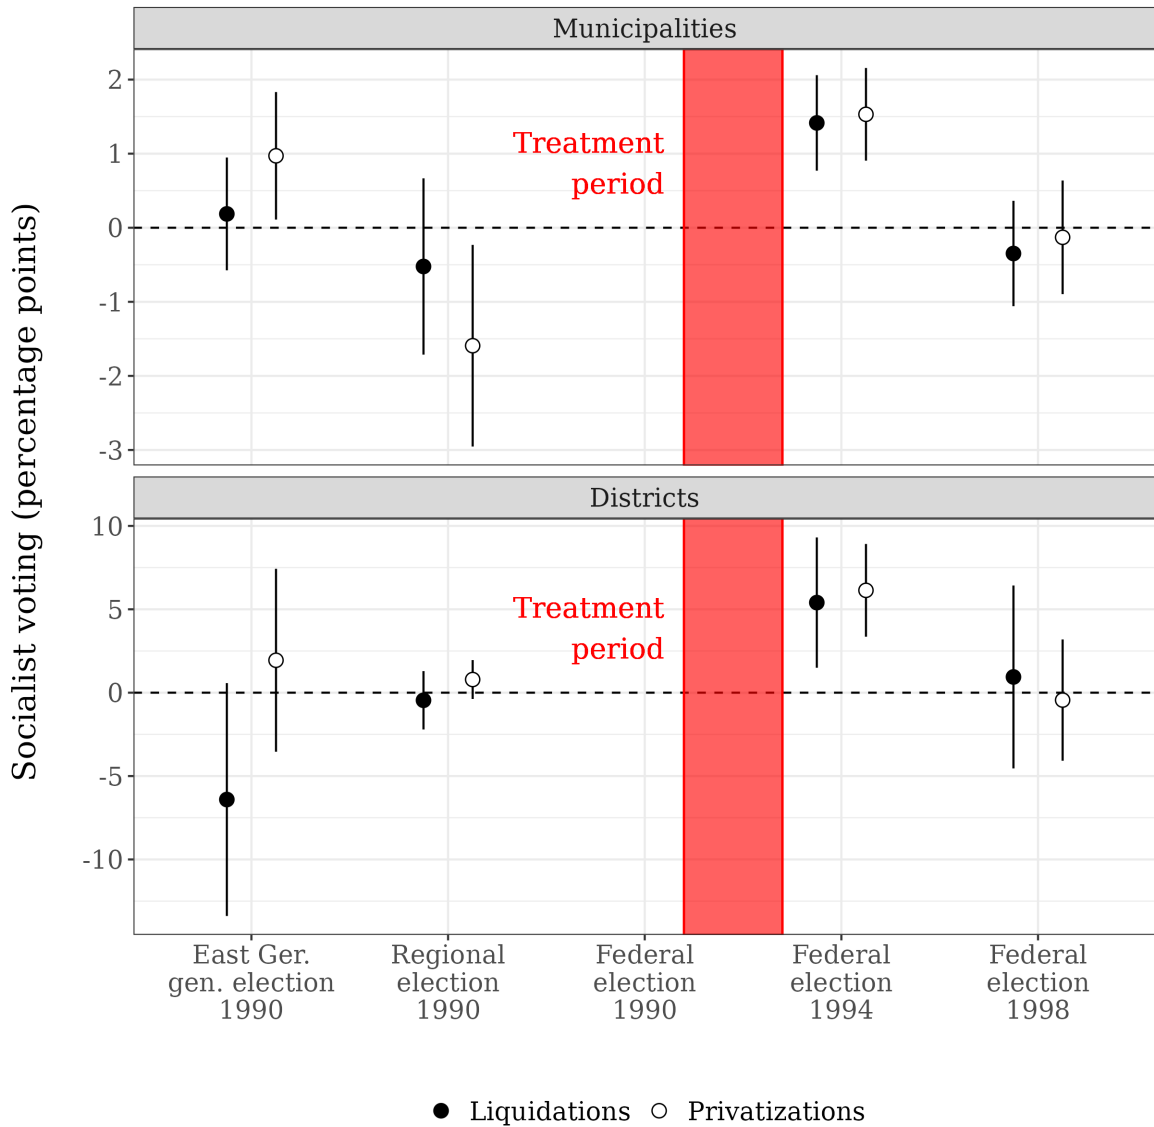 Municipalities
2
1
0
-1
-2
-3
Treatment
period
Districts
10
5
0
-5
-10
Treatment
period
Socialist voting (percentage points)
East Ger.
gen. election
1990
Regional
election
1990
Federal
election
1990
Federal
election
1994
Federal
election
1998
Liquidations
Privatizations